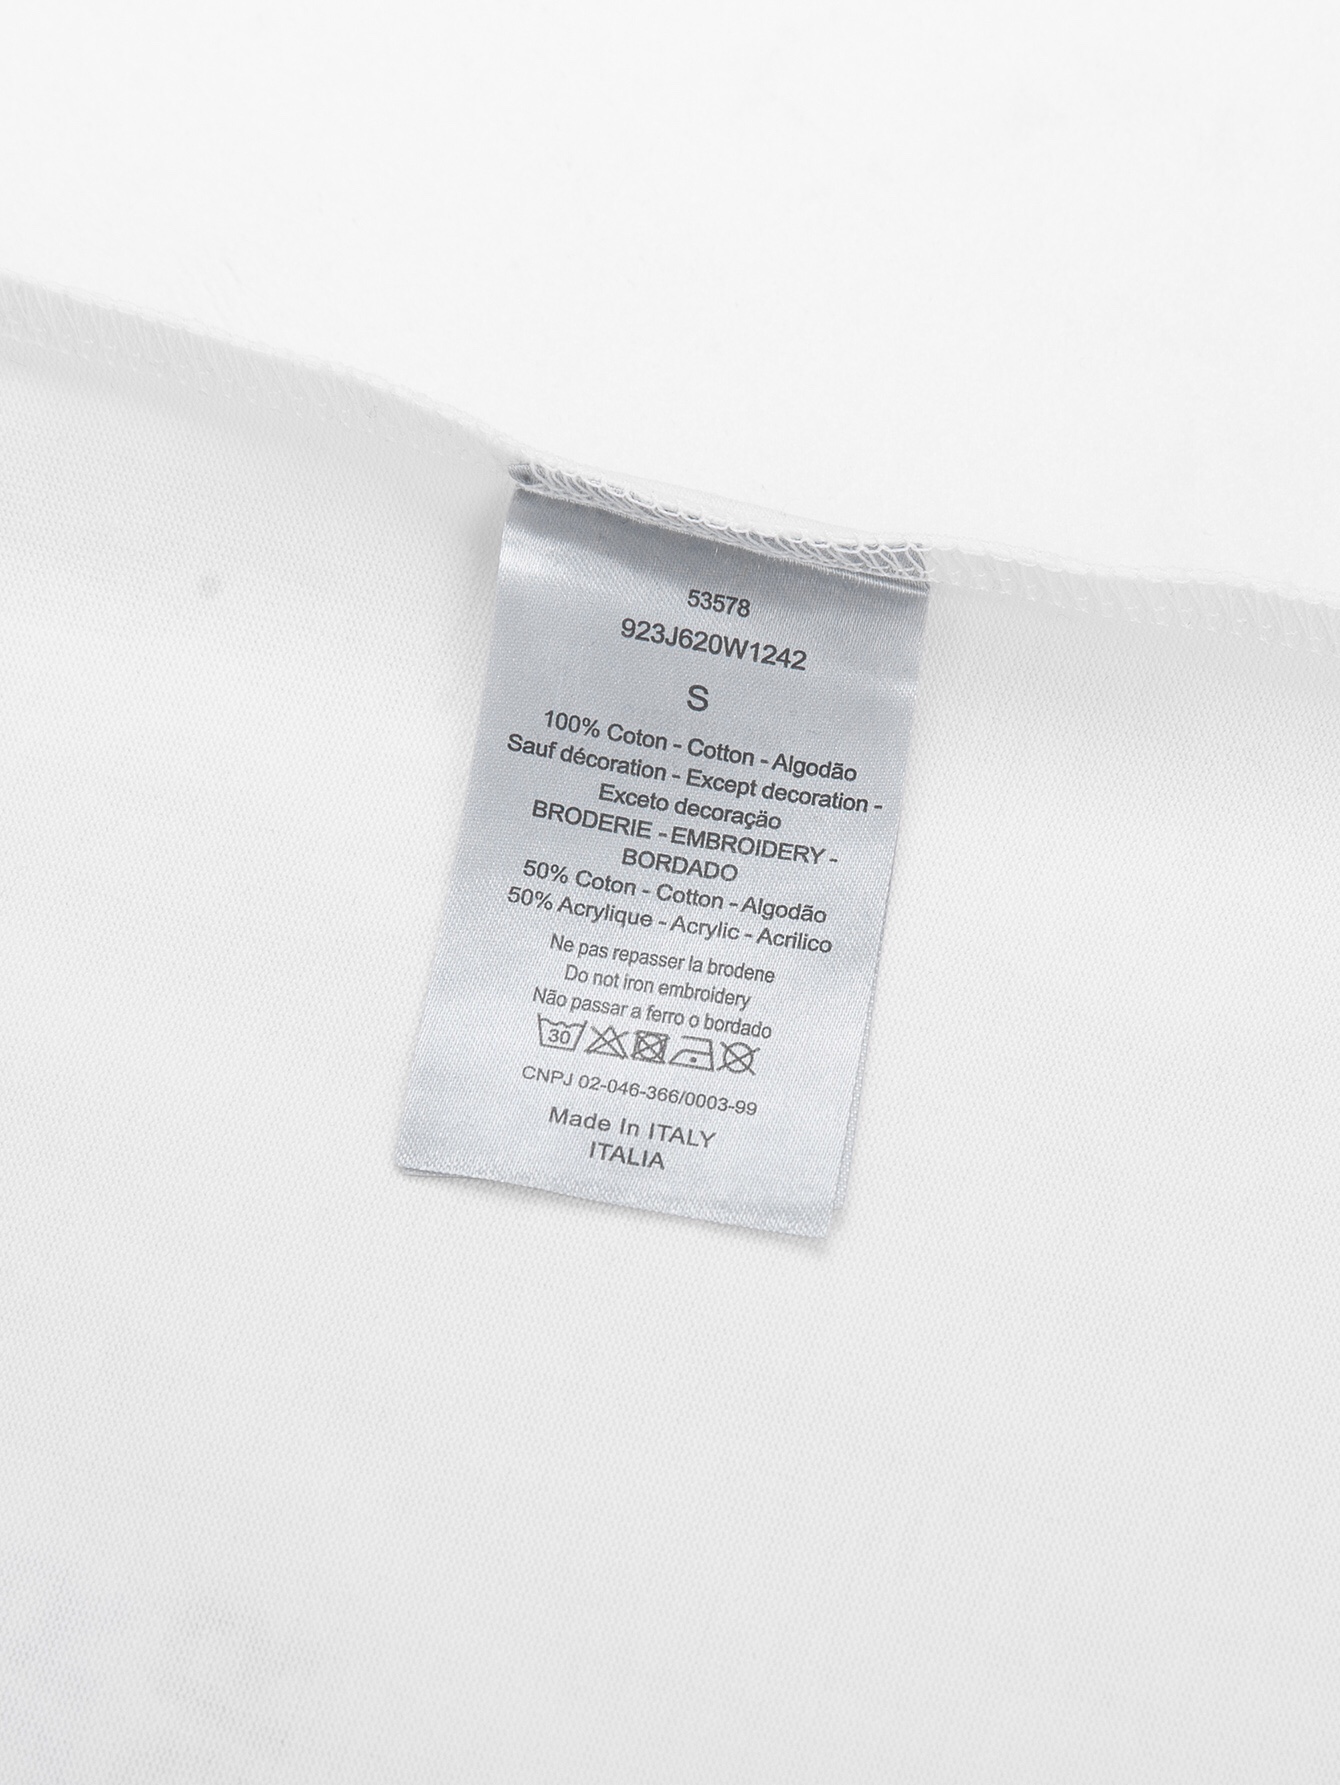 53578
923J620W1242
S
100% Coton - Cotton - Algodão
Sauf décoration - Except decoration -
Exceto decoraçäo
BRODERIE - EMBROIDERY -
BORDADO
50% Coton - Cotton - Algodão
50% Acrylique - Acrylic - Acrilico
Ne pas repasser la brodene
Do not iron embroidery
Não passar a ferro o bordado
30
CNPJ 02-046-366/0003-99
Made In ITALY
ITALIA